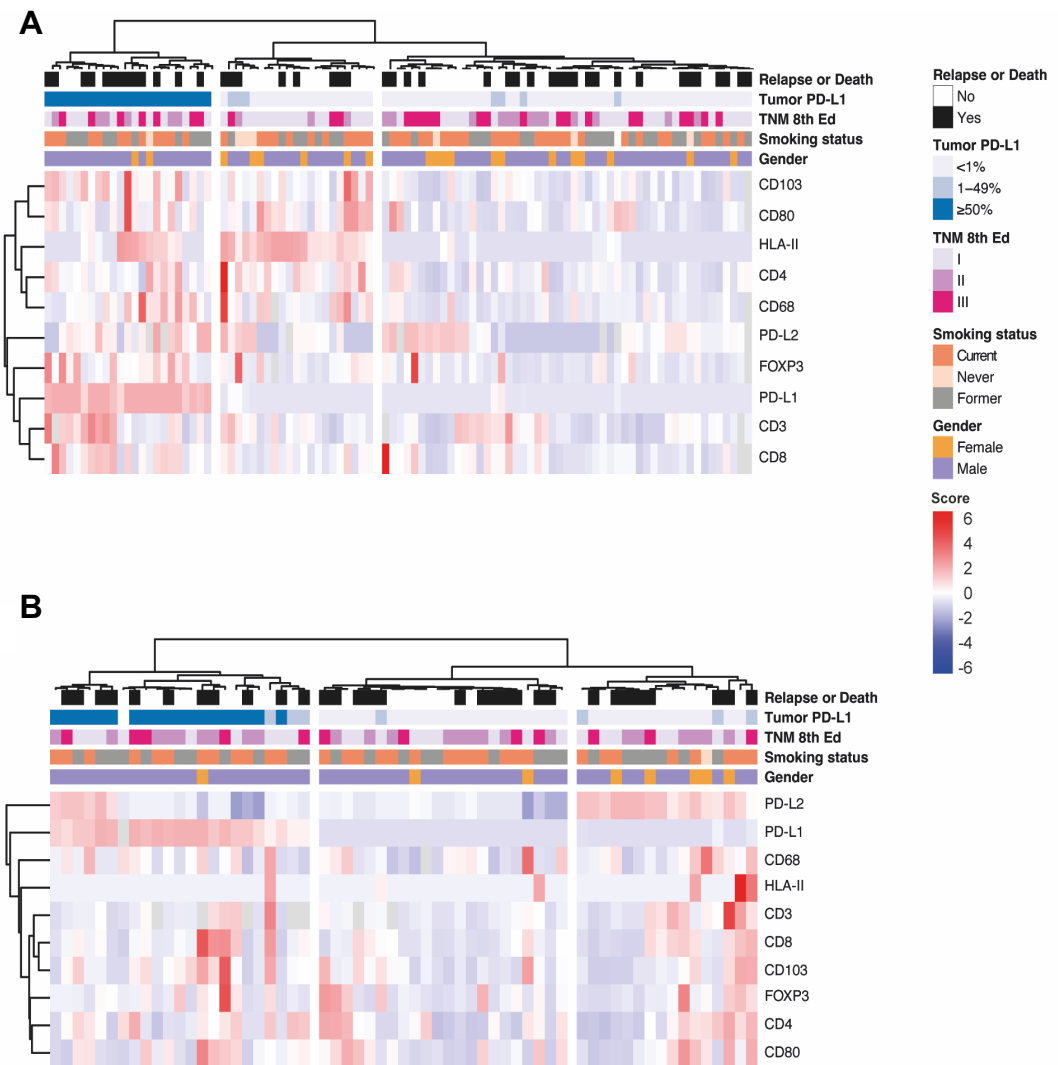 A
Relapse or Death
Tumor PD-L1
TNM 8th Ed
Smoking status
Gender
CD103
CD80
HLA-II
CD4
CD68
PD-L2
FOXP3
PD-L1
CD3
CD8
Relapse or Death
No
Yes
Tumor PD-L1
<1%
1–49%
≥50%
TNM 8th Ed
I
II
III
Smoking status
Current
Never
Former
Gender
Female
Male
Score
6
4
2
0
-2
-4
-6
B
Relapse or Death
Tumor PD-L1
TNM 8th Ed
Smoking status
Gender
PD-L2
PD-L1
CD68
HLA-II
CD3
CD8
CD103
FOXP3
CD4
CD80